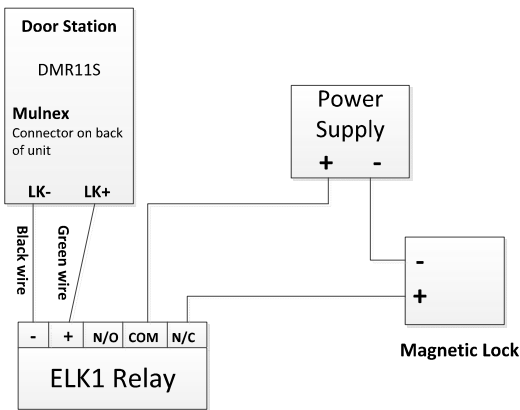 Door Station
DMR11S
Mulnex
Connector on back
of unit
LK- LK+
Black wire
Green wire
Power
Supply
+ -
-
+
Magnetic Lock
- + N/O COM N/C
ELK1 Relay